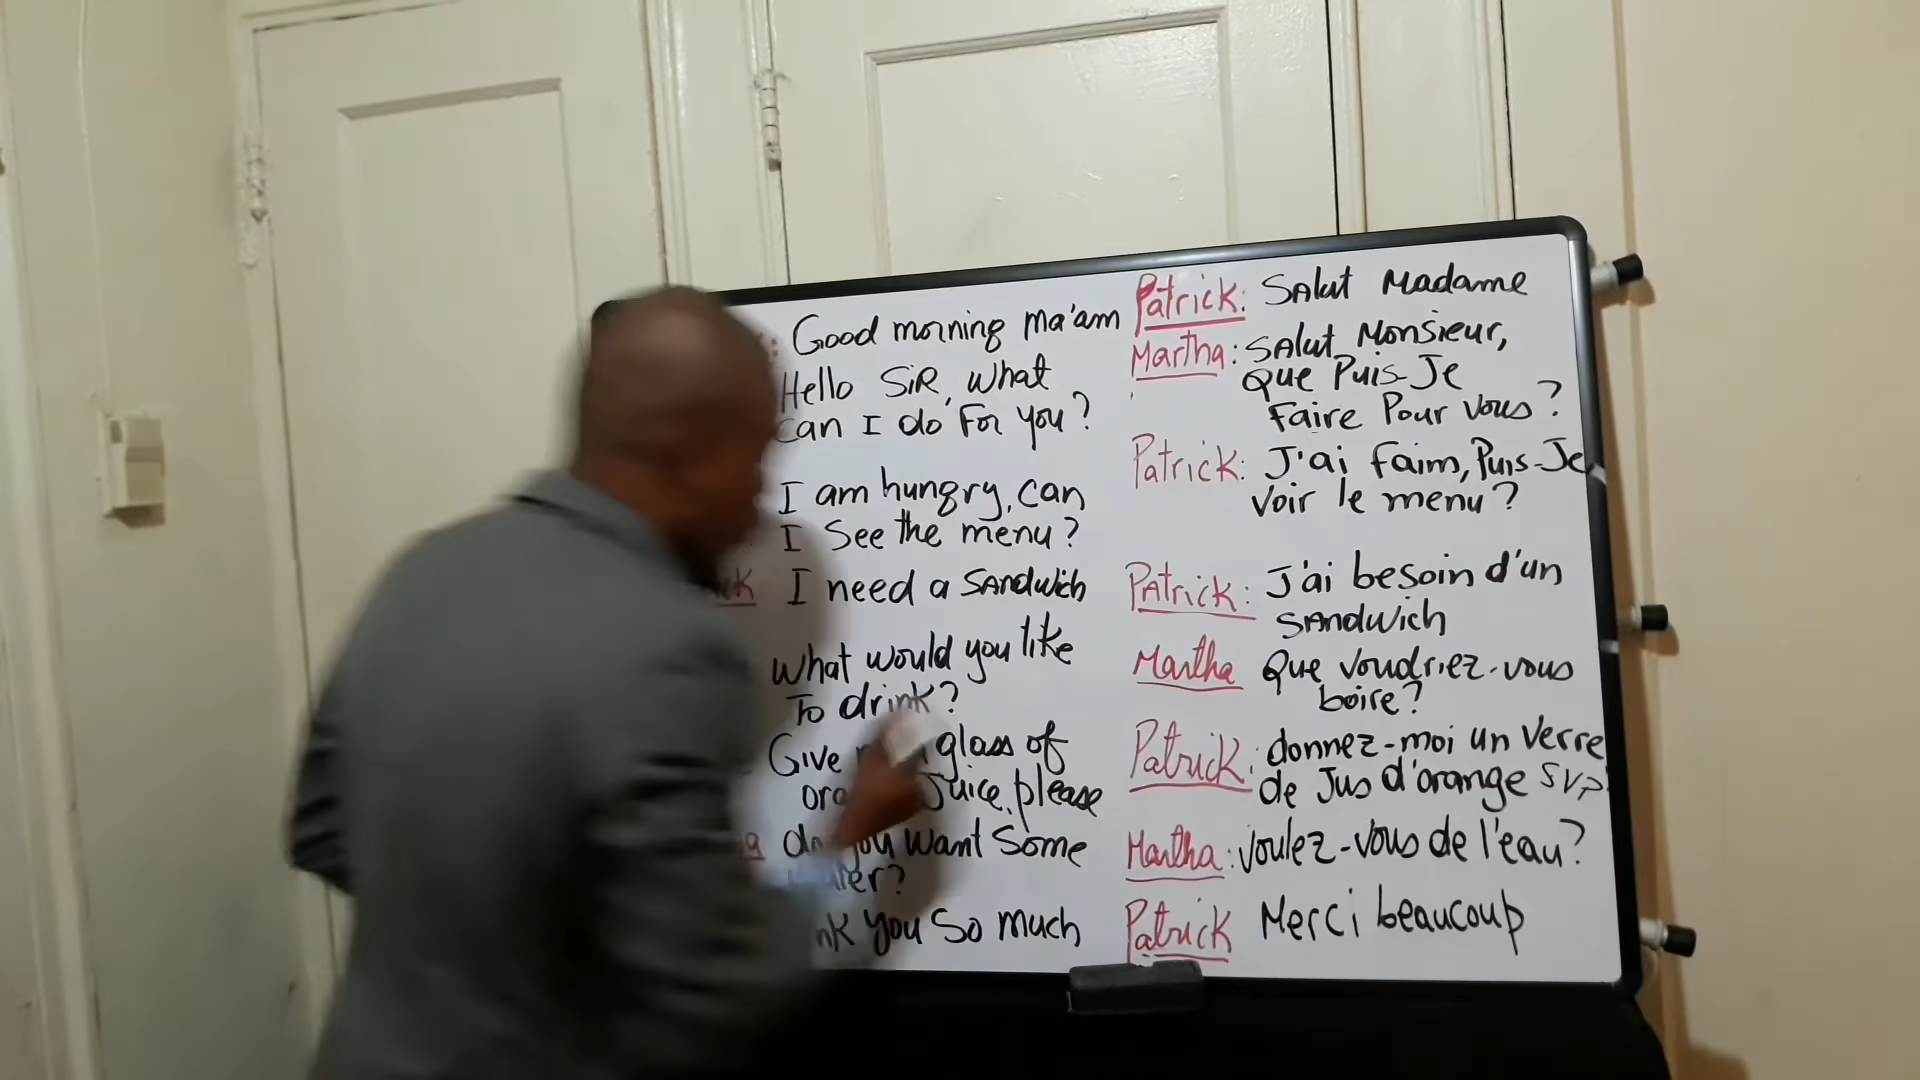 Good morning ma'am
Hello SiR, What
can I do For you?
I am hungry, can
I See the menu?
I need a SAndwich
What would you like
To drink?
Give glass of
Juice, please
you Want Some
You So much
Patrick: SAlut Madame
Martha: SAlut Monsieur,
que Puis-Je
Faire Pour Vous?
Patrick: J'ai faim, Puis-Je
Voir le menu?
PAtrick: J'ai besoin d'un
SAndwich
Martha Que Voudriez-vous
boire?
Patrick: donnez-moi un Verre
de Jus d'orange SVP
Martha: Voulez-Vous de l'eau?
Patrick Merci beaucoup